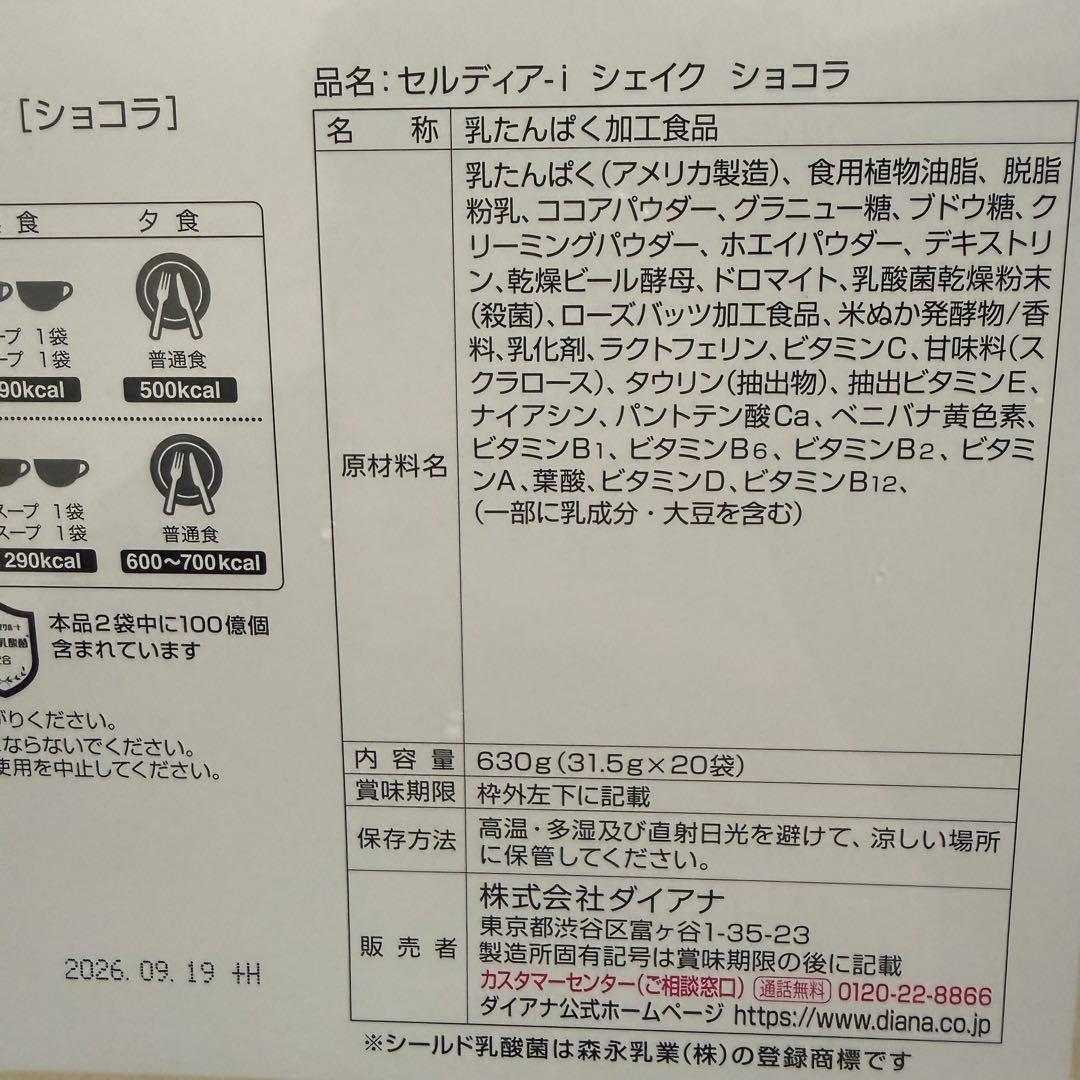 [ショコラ]
食 夕食
プ 1袋
プ 1袋
普通食
90kcal
500kcal
スープ 1袋
スープ 1袋
普通食
290kcal
600〜700kcal
乳酸菌
本品2袋中に100億個
含まれています
がりください。
ならないでください。
使用を中止してください。
2026. 09. 19 +H
品名:セルディア-i シェイク ショコラ
名称 乳たんぱく加工食品
原材料名
乳たんぱく(アメリカ製造)、食用植物油脂、脱脂
粉乳、ココアパウダー、グラニュー糖、ブドウ糖、ク
リーミングパウダー、ホエイパウダー、デキストリ
ン、乾燥ビール酵母、ドロマイト、乳酸菌乾燥粉末
(殺菌)、ローズバッツ加工食品、米ぬか発酵物/香
料、乳化剤、ラクトフェリン、ビタミンC、甘味料(ス
クラロース)、タウリン(抽出物)、抽出ビタミンE、
ナイアシン、パントテン酸Ca、ベニバナ黄色素、
ビタミンB1、ビタミンB6、ビタミンB2、ビタミ
ンA、葉酸、ビタミンD、ビタミンB12、
(一部に乳成分・大豆を含む)
内容量 630g(31.5g×20袋)
賞味期限 枠外左下に記載
保存方法 高温・多湿及び直射日光を避けて、涼しい場所
に保管してください。
販売者
株式会社ダイアナ
東京都渋谷区富ヶ谷1-35-23
製造所固有記号は賞味期限の後に記載
カスタマーセンター(ご相談窓口) 通話無料 0120-22-8866
ダイアナ公式ホームページ https://www.diana.co.jp
※シールド乳酸菌は森永乳業(株)の登録商標です